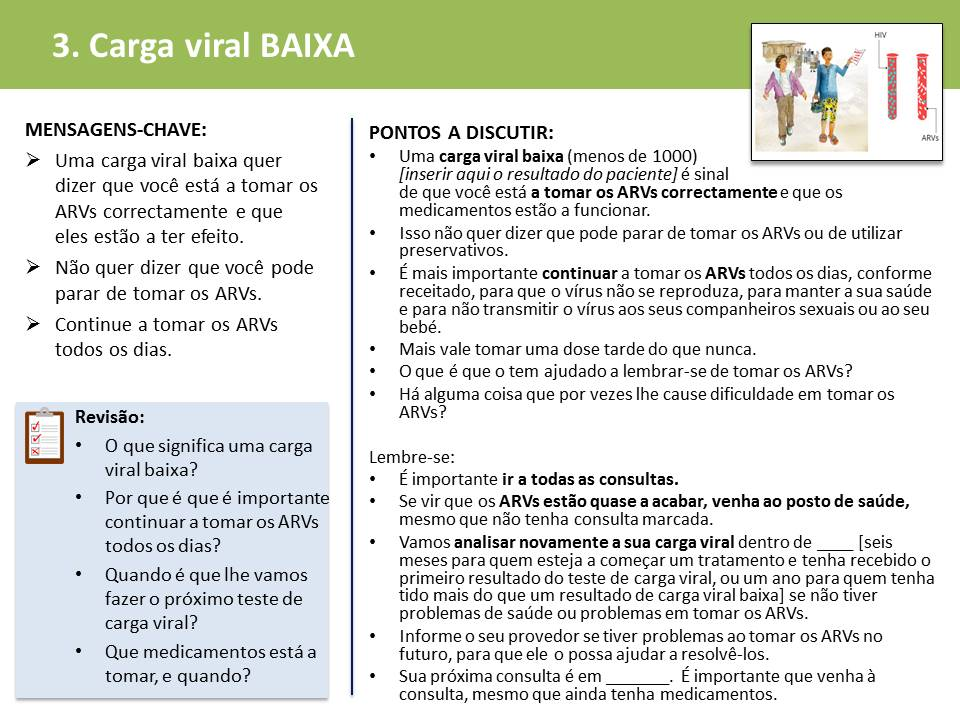 3. Carga viral BAIXA
HIV
ARVs
MENSAGENS-CHAVE:
➢ Uma carga viral baixa quer
dizer que você está a tomar os
ARVs correctamente e que
eles estão a ter efeito.
➢ Não quer dizer que você pode
parar de tomar os ARVs.
➢ Continue a tomar os ARVs
todos os dias.
Revisão:
• O que significa uma carga
viral baixa?
• Por que é que é importante
continuar a tomar os ARVs
todos os dias?
• Quando é que lhe vamos
fazer o próximo teste de
carga viral?
• Que medicamentos está a
tomar, e quando?
PONTOS A DISCUTIR:
• Uma carga viral baixa (menos de 1000)
[inserir aqui o resultado do paciente] é sinal
de que você está a tomar os ARVs correctamente e que os
medicamentos estão a funcionar.
• Isso não quer dizer que pode parar de tomar os ARVs ou de utilizar
preservativos.
• É mais importante continuar a tomar os ARVs todos os dias, conforme
receitado, para que o vírus não se reproduza, para manter a sua saúde
e para não transmitir o vírus aos seus companheiros sexuais ou ao seu
bebé.
• Mais vale tomar uma dose tarde do que nunca.
• O que é que o tem ajudado a lembrar-se de tomar os ARVs?
• Há alguma coisa que por vezes lhe cause dificuldade em tomar os
ARVs?
Lembre-se:
• É importante ir a todas as consultas.
• Se vir que os ARVs estão quase a acabar, venha ao posto de saúde,
mesmo que não tenha consulta marcada.
• Vamos analisar novamente a sua carga viral dentro de ____ [seis
meses para quem esteja a começar um tratamento e tenha recebido o
primeiro resultado do teste de carga viral, ou um ano para quem tenha
tido mais do que um resultado de carga viral baixa] se não tiver
problemas de saúde ou problemas em tomar os ARVs.
• Informe o seu provedor se tiver problemas ao tomar os ARVs no
futuro, para que ele o possa ajudar a resolvê-los.
• Sua próxima consulta é em _______. É importante que venha à
consulta, mesmo que ainda tenha medicamentos.